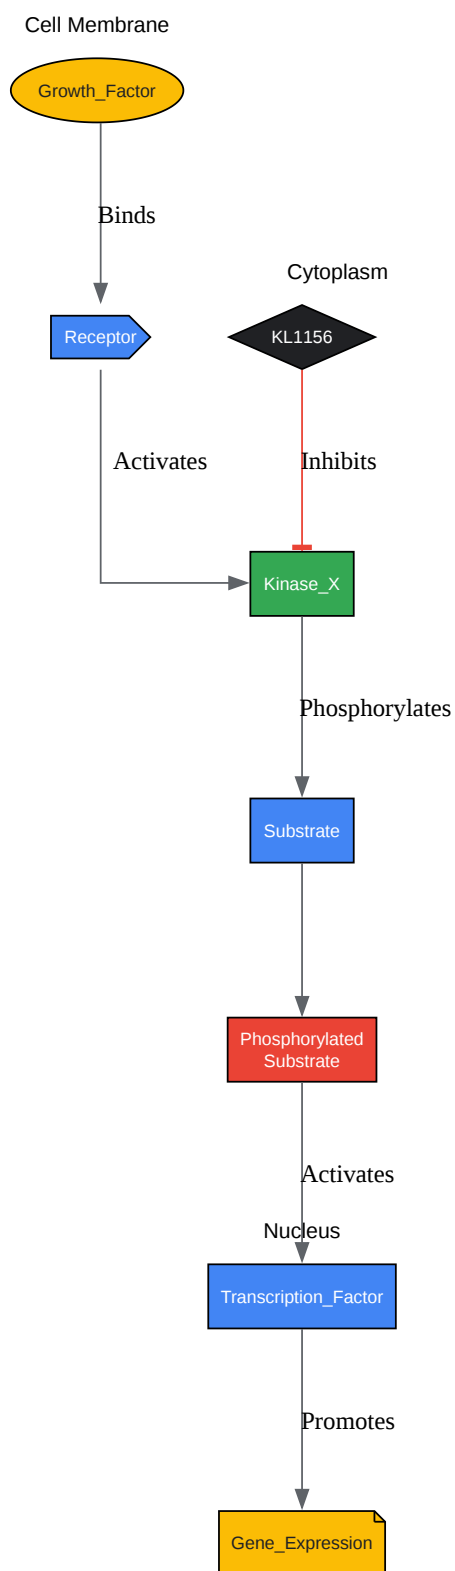 Cell Membrane
Growth_Factor
Binds
Cytoplasm
Receptor
KL1156
Activates
Inhibits
Kinase_X
Phosphorylates
Substrate
Phosphorylated
Substrate
Activates
Nucleus
Transcription_Factor
Promotes
Gene_Expression